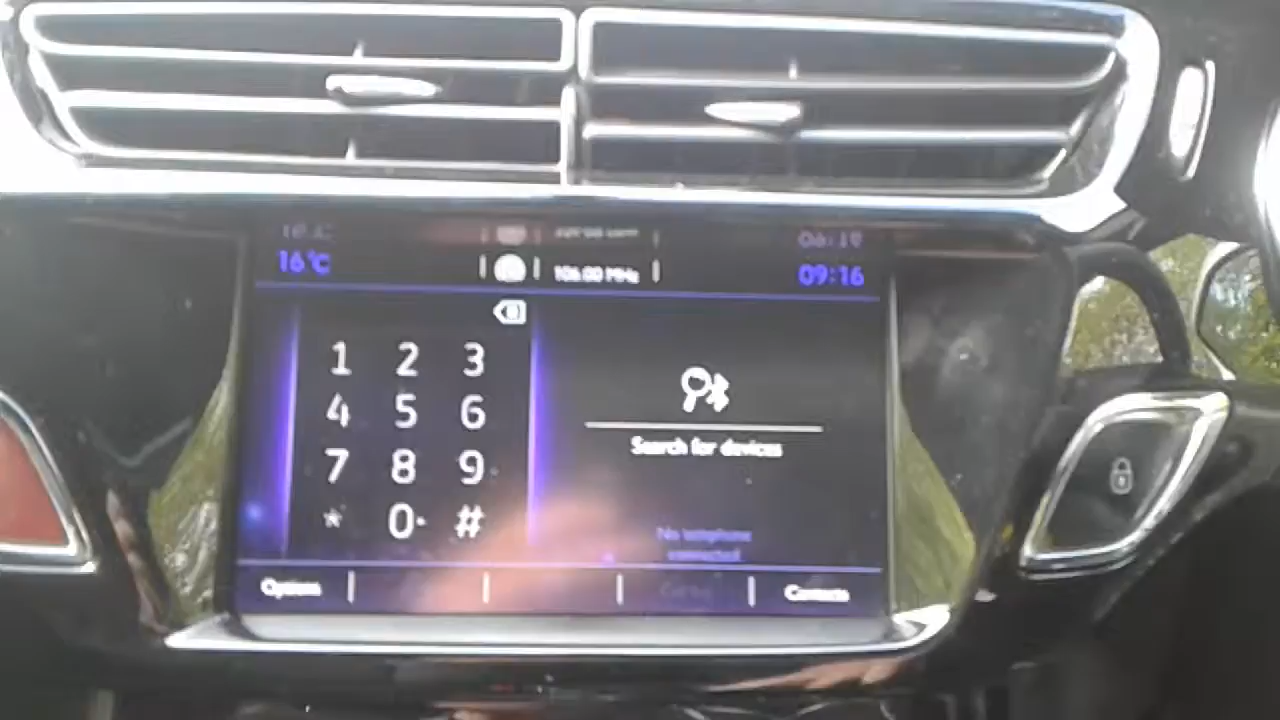 16°C 106.00 MHz 09:16
1 2 3
4 5 6
7 8 9
* 0+ #
Search for devices
No telephone
connected
Options Contacts